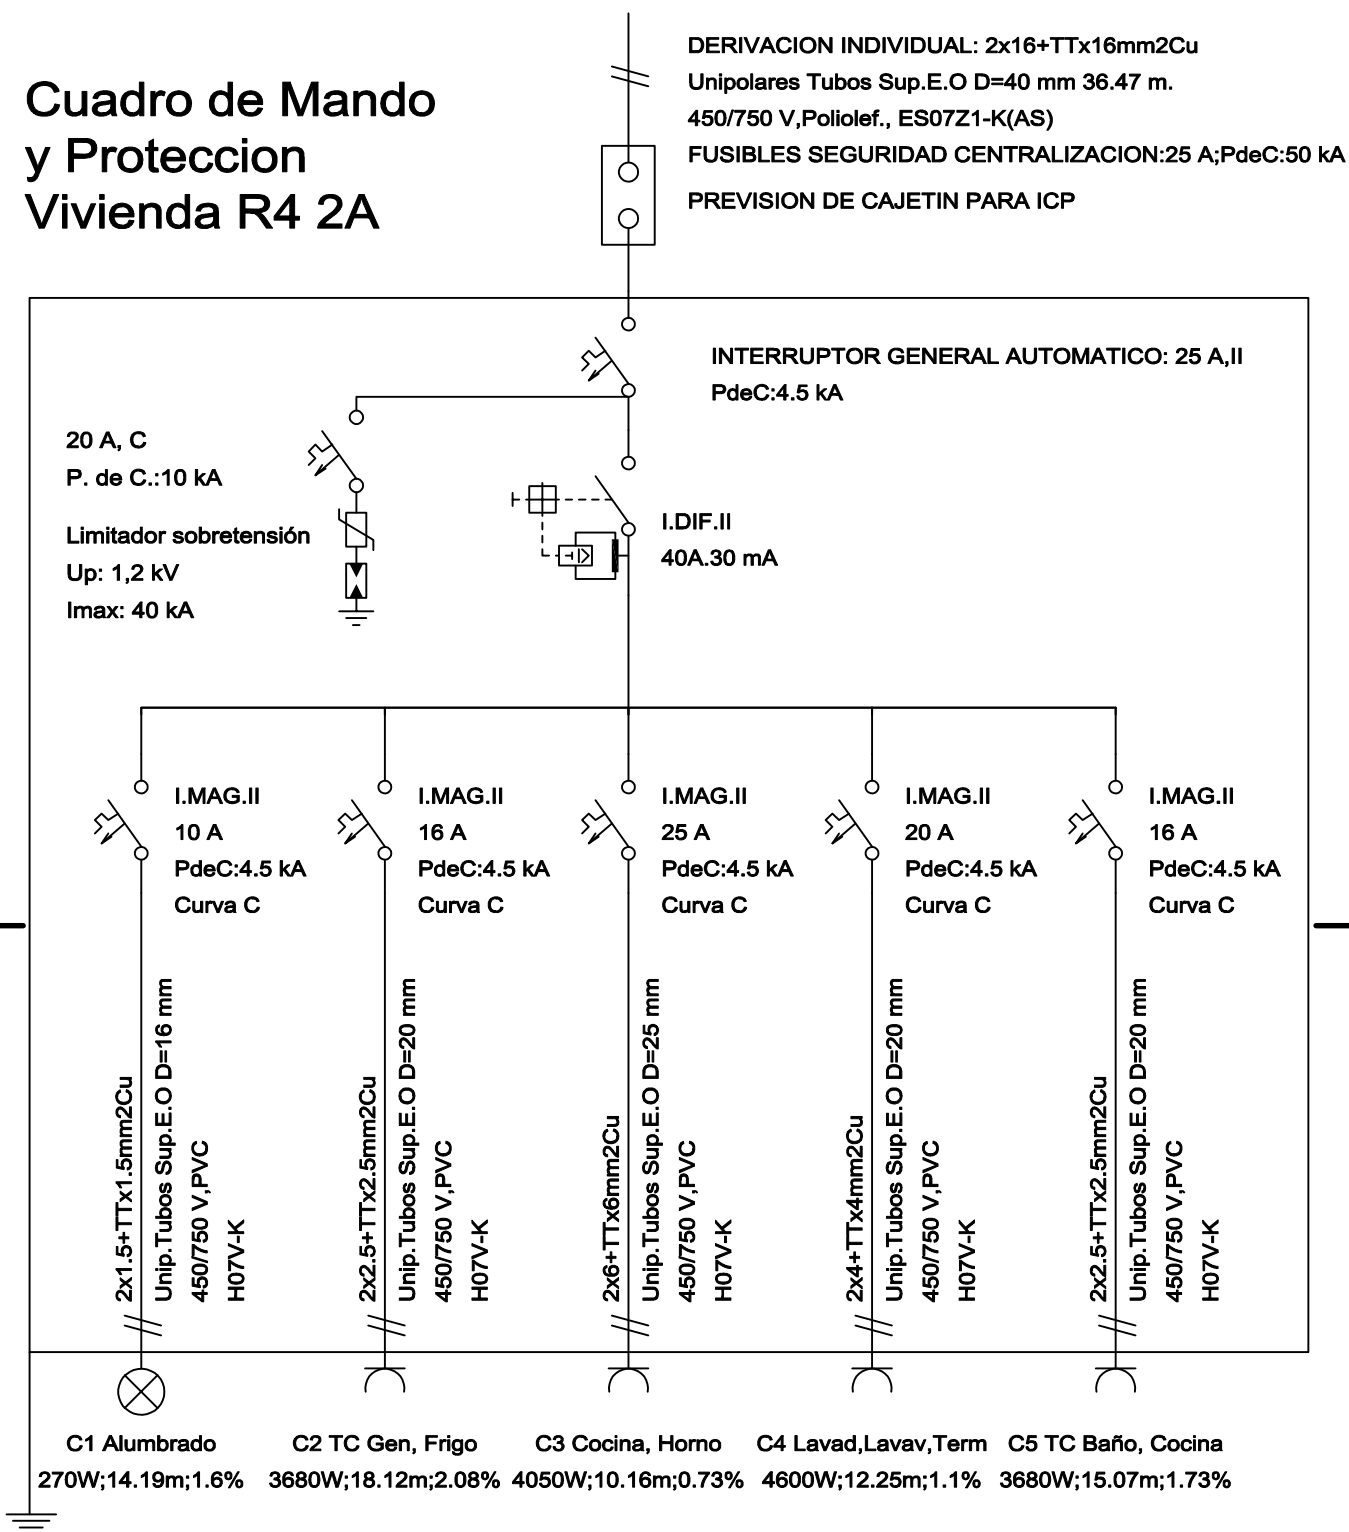 Cuadro de Mando
y Proteccion
Vivienda R4 2A
DERIVACION INDIVIDUAL: 2x16+TTx16mm2Cu
Unipolares Tubos Sup.E.O D=40 mm 36.47 m.
450/750 V,Poliolef., ES07Z1-K(AS)
FUSIBLES SEGURIDAD CENTRALIZACION:25 A;PdeC:50 kA
PREVISION DE CAJETIN PARA ICP
INTERRUPTOR GENERAL AUTOMATICO: 25 A,II
PdeC:4.5 kA
20 A, C
P. de C.:10 kA
Limitador sobretensión
Up: 1,2 kV
Imax: 40 kA
I.DIF.II
40A.30 mA
I.MAG.II
10 A
PdeC:4.5 kA
Curva C
I.MAG.II
16 A
PdeC:4.5 kA
Curva C
I.MAG.II
25 A
PdeC:4.5 kA
Curva C
I.MAG.II
20 A
PdeC:4.5 kA
Curva C
I.MAG.II
16 A
PdeC:4.5 kA
Curva C
2x1.5+TTx1.5mm2Cu
Unip.Tubos Sup.E.O D=16 mm
450/750 V,PVC
H07V-K
2x2.5+TTx2.5mm2Cu
Unip.Tubos Sup.E.O D=20 mm
450/750 V,PVC
H07V-K
2x6+TTx6mm2Cu
Unip.Tubos Sup.E.O D=25 mm
450/750 V,PVC
H07V-K
2x4+TTx4mm2Cu
Unip.Tubos Sup.E.O D=20 mm
450/750 V,PVC
H07V-K
2x2.5+TTx2.5mm2Cu
Unip.Tubos Sup.E.O D=20 mm
450/750 V,PVC
H07V-K
C1 Alumbrado
270W;14.19m;1.6%
C2 TC Gen, Frigo
3680W;18.12m;2.08%
C3 Cocina, Horno
4050W;10.16m;0.73%
C4 Lavad,Lavav,Term
4600W;12.25m;1.1%
C5 TC Baño, Cocina
3680W;15.07m;1.73%